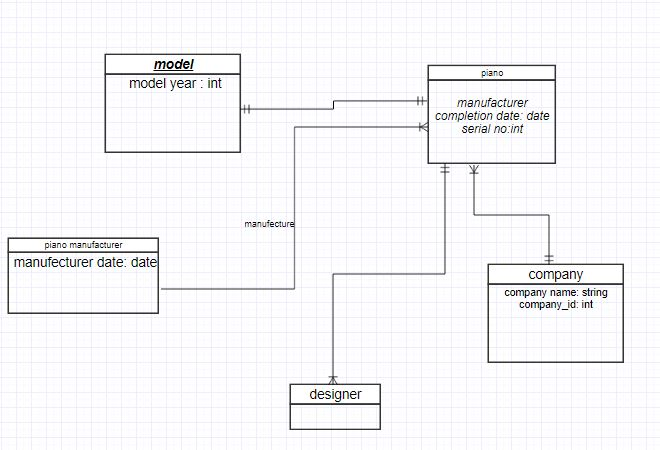 model
model year : int
piano
manufacturer
completion date: date
serial no:int
manufecture
piano manufacturer
manufecturer date: date
company
company name: string
company_id: int
designer